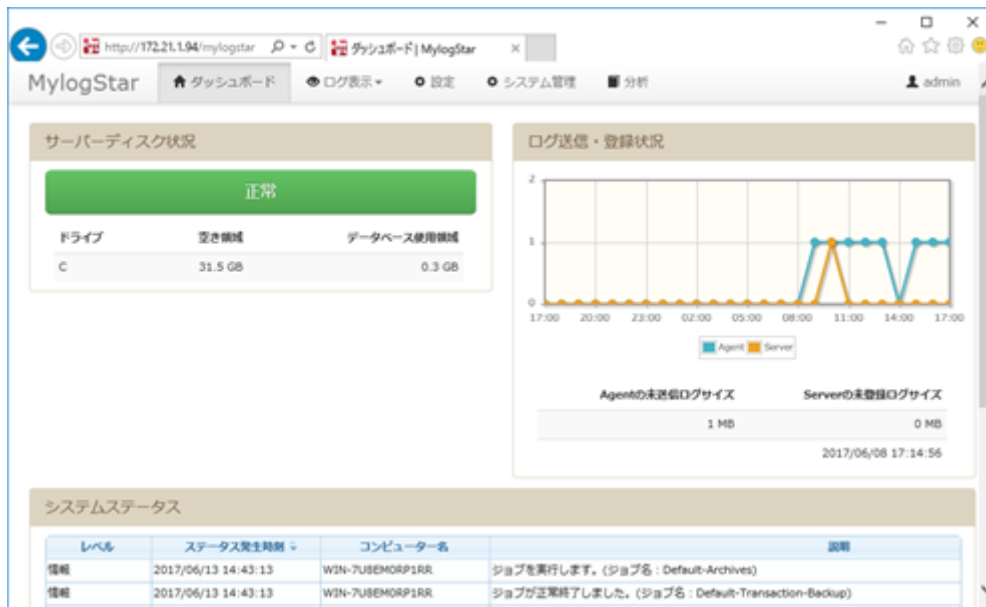 http://172.21.1.94/mylogstar
ダッシュボード | MylogStar
MylogStar
ダッシュボード
ログ表示
設定
システム管理
分析
admin
サーバーディスク状況
正常
ドライブ 空き領域 データベース使用領域
C 31.5 GB 0.3 GB
ログ送信・登録状況
2
1
0
17:00 20:00 23:00 02:00 05:00 08:00 11:00 14:00 17:00
Agent Server
Agentの未送信ログサイズ Serverの未登録ログサイズ
1 MB 0 MB
2017/06/08 17:14:56
システムステータス
レベル ステータス発生時刻 コンピューター名 説明
情報 2017/06/13 14:43:13 WIN-7U8EMORP1RR ジョブを実行します。(ジョブ名 : Default-Archives)
情報 2017/06/13 14:43:13 WIN-7U8EMORP1RR ジョブが正常終了しました。(ジョブ名 : Default-Transaction-Backup)